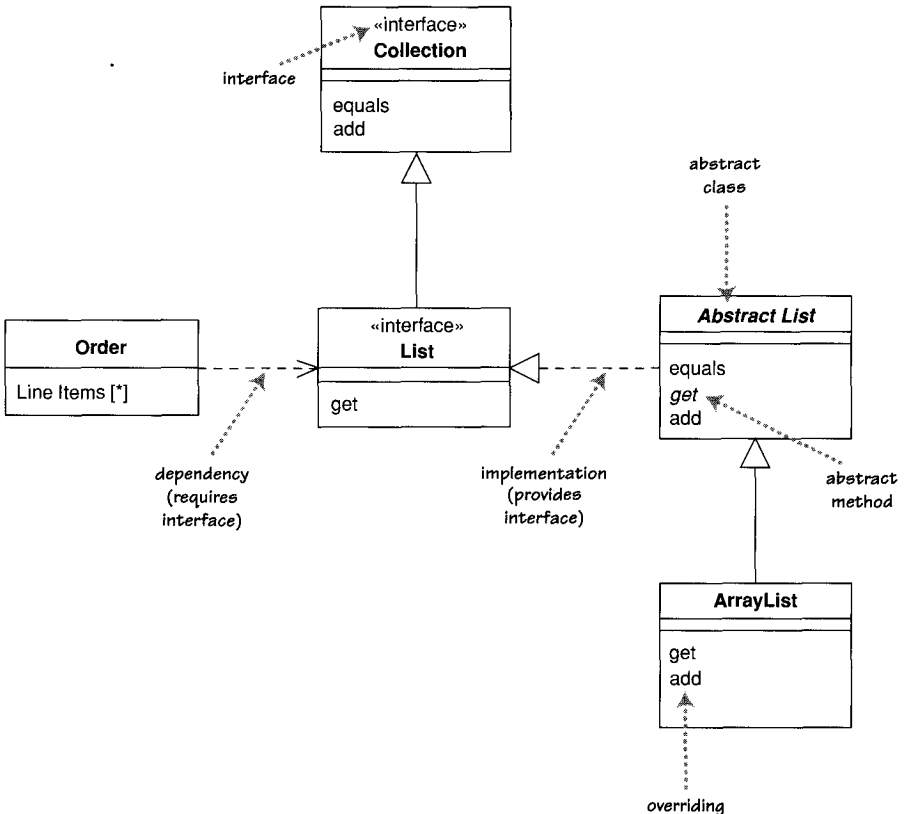 «interface»
Collection
interface
equals
add
abstract
class
«interface»
List
get
Abstract List
equals
get
add
Order
Line Items [*]
dependency
(requires
interface)
implementation
(provides
interface)
abstract
method
ArrayList
get
add
overriding